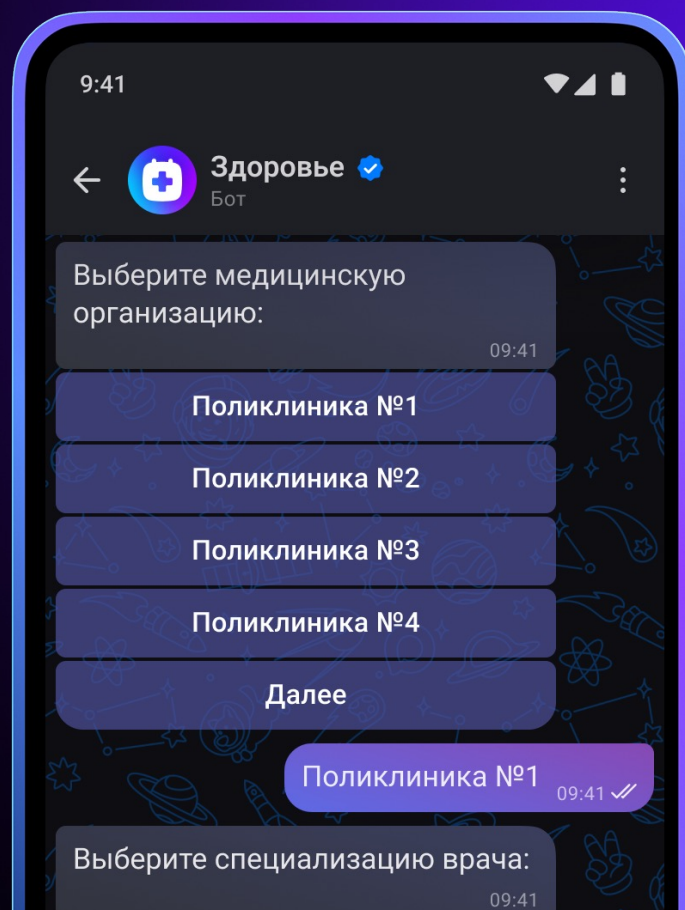 9:41
Здоровье
Бот
Выберите медицинскую
организацию:
09:41
Поликлиника №1
Поликлиника №2
Поликлиника №3
Поликлиника №4
Далее
Поликлиника №1
09:41
Выберите специализацию врача:
09:41